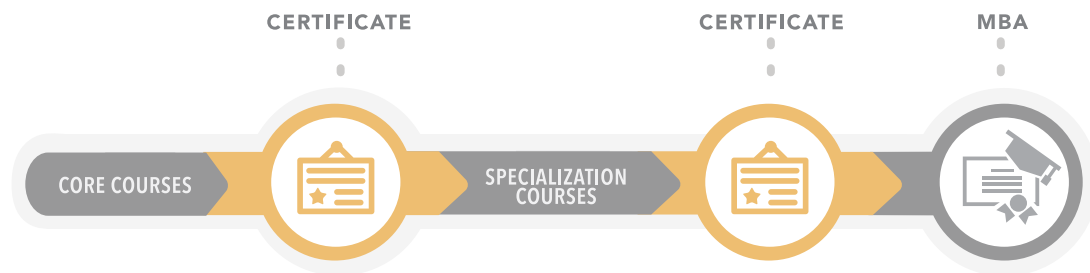 CERTIFICATE
CERTIFICATE
MBA
CORE COURSES
SPECIALIZATION
COURSES